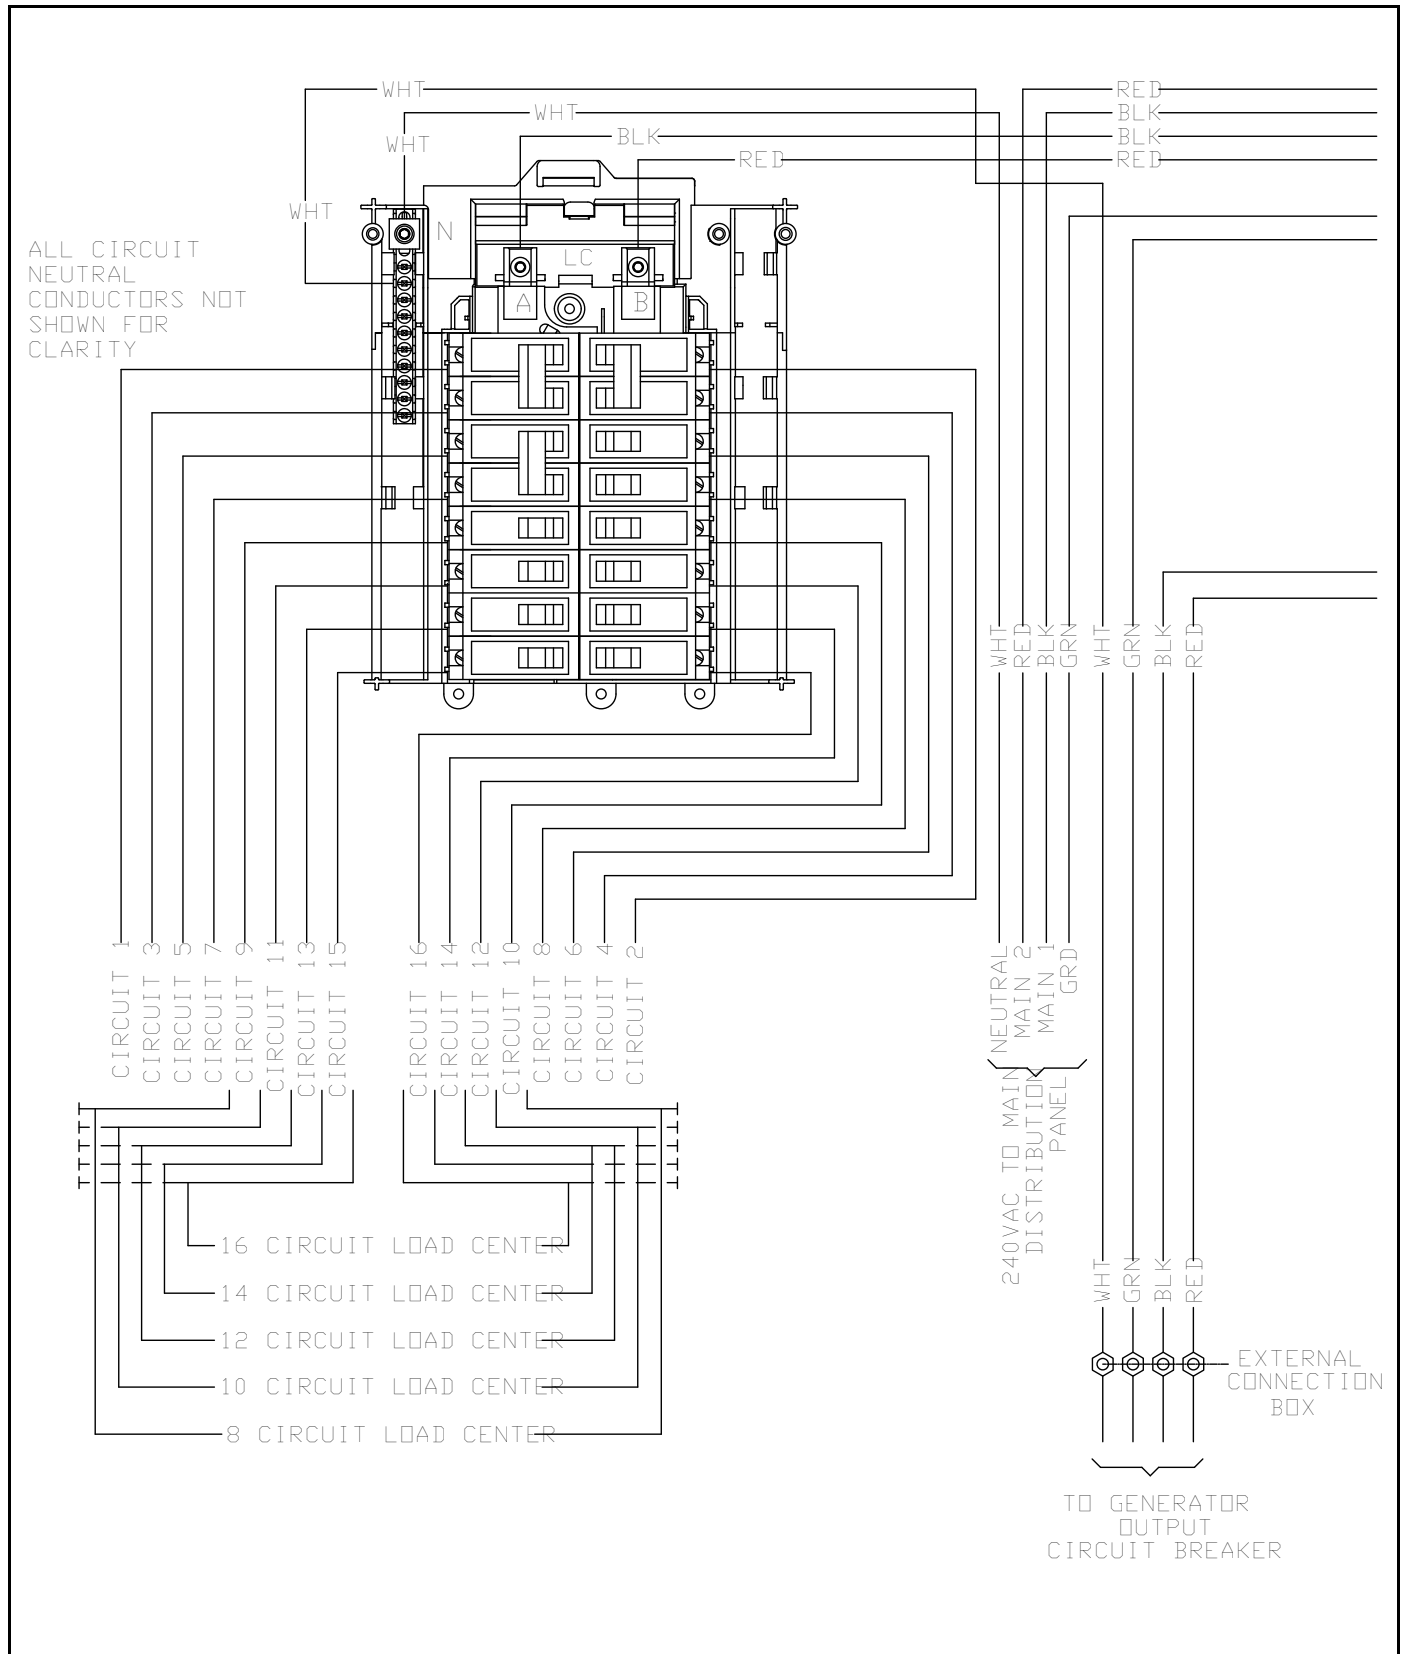 WHT
RED
WHT
BLK
WHT
BLK
BLK
RED
RED
WHT
N
ALL CIRCUIT
NEUTRAL
CONDUCTORS NOT
SHOWN FOR
CLARITY
LC
A
B
WHT
RED
BLK
GRN
WHT
GRN
BLK
RED
CIRCUIT 1
CIRCUIT 3
CIRCUIT 5
CIRCUIT 7
CIRCUIT 9
CIRCUIT 11
CIRCUIT 13
CIRCUIT 15
CIRCUIT 16
CIRCUIT 14
CIRCUIT 12
CIRCUIT 10
CIRCUIT 8
CIRCUIT 6
CIRCUIT 4
CIRCUIT 2
NEUTRAL
MAIN 2
MAIN 1
GRD
240VAC TO MAIN
DISTRIBUTION
PANEL
16 CIRCUIT LOAD CENTER
14 CIRCUIT LOAD CENTER
12 CIRCUIT LOAD CENTER
10 CIRCUIT LOAD CENTER
8 CIRCUIT LOAD CENTER
WHT
GRN
BLK
RED
EXTERNAL
CONNECTION
BOX
TO GENERATOR
OUTPUT
CIRCUIT BREAKER